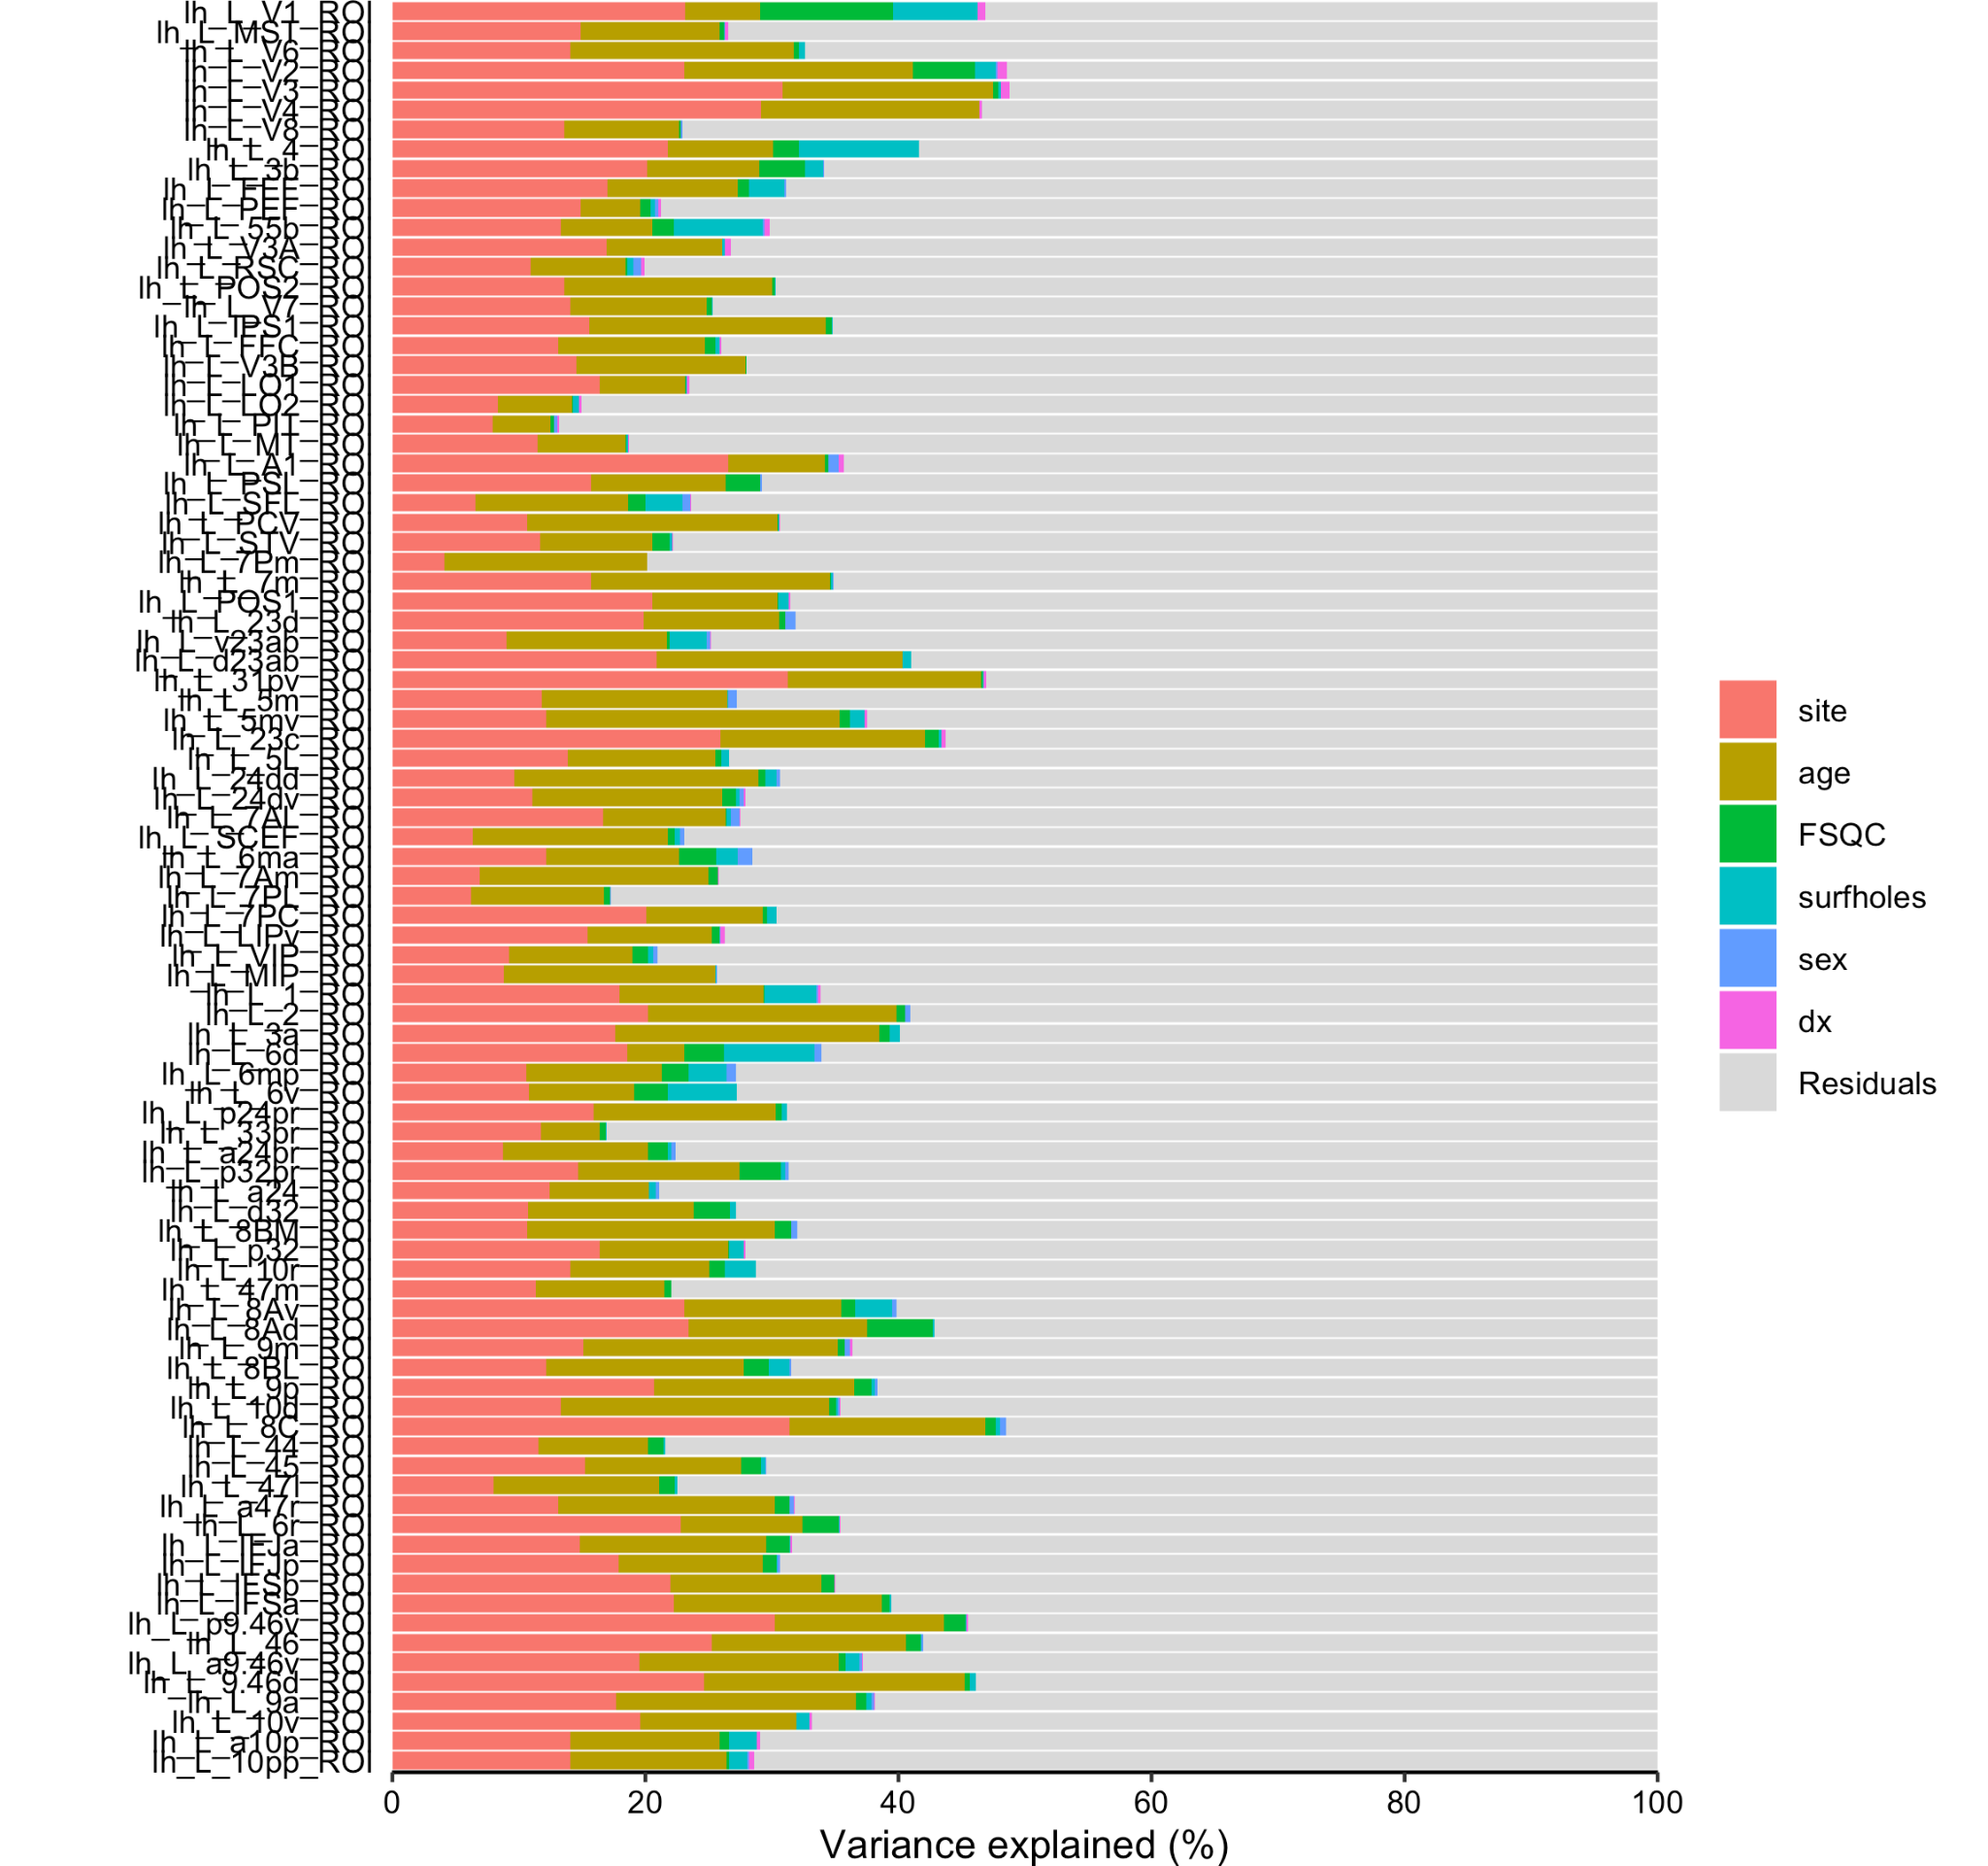 lh_L_V1_ROI
lh_L_MST_ROI
lh_L_V6_ROI
lh_L_V2_ROI
lh_L_V3_ROI
lh_L_V4_ROI
lh_L_V8_ROI
lh_L_4_ROI
lh_L_3b_ROI
lh_L_FEF_ROI
lh_L_PEF_ROI
lh_L_55b_ROI
lh_L_V3A_ROI
lh_L_RSC_ROI
lh_L_POS2_ROI
lh_L_V7_ROI
lh_L_IPS1_ROI
lh_L_FFC_ROI
lh_L_V3B_ROI
lh_L_LO1_ROI
lh_L_LO2_ROI
lh_L_PIT_ROI
lh_L_MT_ROI
lh_L_A1_ROI
lh_L_PSL_ROI
lh_L_SFL_ROI
lh_L_PCV_ROI
lh_L_STV_ROI
lh_L_7Pm_ROI
lh_L_7m_ROI
lh_L_POS1_ROI
lh_L_23d_ROI
lh_L_v23ab_ROI
lh_L_d23ab_ROI
lh_L_31pv_ROI
lh_L_5m_ROI
lh_L_5mv_ROI
lh_L_23c_ROI
lh_L_5L_ROI
lh_L_24dd_ROI
lh_L_24dv_ROI
lh_L_7AL_ROI
lh_L_SCEF_ROI
lh_L_6ma_ROI
lh_L_7Am_ROI
lh_L_7PL_ROI
lh_L_7PC_ROI
lh_L_LIPv_ROI
lh_L_VIP_ROI
lh_L_MIP_ROI
lh_L_1_ROI
lh_L_2_ROI
lh_L_3a_ROI
lh_L_6d_ROI
lh_L_6mp_ROI
lh_L_6v_ROI
lh_L_p24pr_ROI
lh_L_33pr_ROI
lh_L_a24pr_ROI
lh_L_p32pr_ROI
lh_L_a24_ROI
lh_L_d32_ROI
lh_L_8BM_ROI
lh_L_p32_ROI
lh_L_10r_ROI
lh_L_47m_ROI
lh_L_8Av_ROI
lh_L_8Ad_ROI
lh_L_9m_ROI
lh_L_8BL_ROI
lh_L_9p_ROI
lh_L_10d_ROI
lh_L_8C_ROI
lh_L_44_ROI
lh_L_45_ROI
lh_L_47l_ROI
lh_L_a47r_ROI
lh_L_6r_ROI
lh_L_IFJa_ROI
lh_L_IFJp_ROI
lh_L_IFSp_ROI
lh_L_IFSa_ROI
lh_L_p9.46v_ROI
lh_L_46_ROI
lh_L_a9.46v_ROI
lh_L_9.46d_ROI
lh_L_9a_ROI
lh_L_10v_ROI
lh_L_a10p_ROI
lh_L_10pp_ROI
0 20 40 60 80 100
Variance explained (%)
site
age
FSQC
surfholes
sex
dx
Residuals